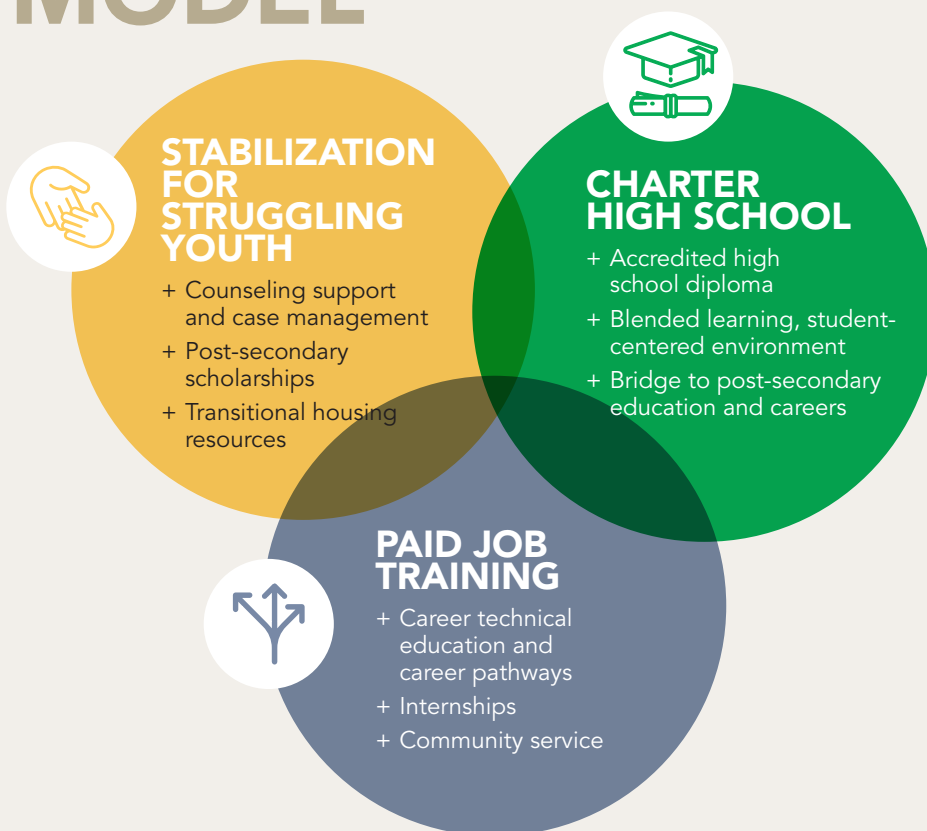 MODEL
STABILIZATION
FOR
STRUGGLING
YOUTH
+ Counseling support
and case management
+ Post-secondary
scholarships
+ Transitional housing
resources
CHARTER
HIGH SCHOOL
+ Accredited high
school diploma
+ Blended learning, student-
centered environment
+ Bridge to post-secondary
education and careers
PAID JOB
TRAINING
+ Career technical
education and
career pathways
+ Internships
+ Community service